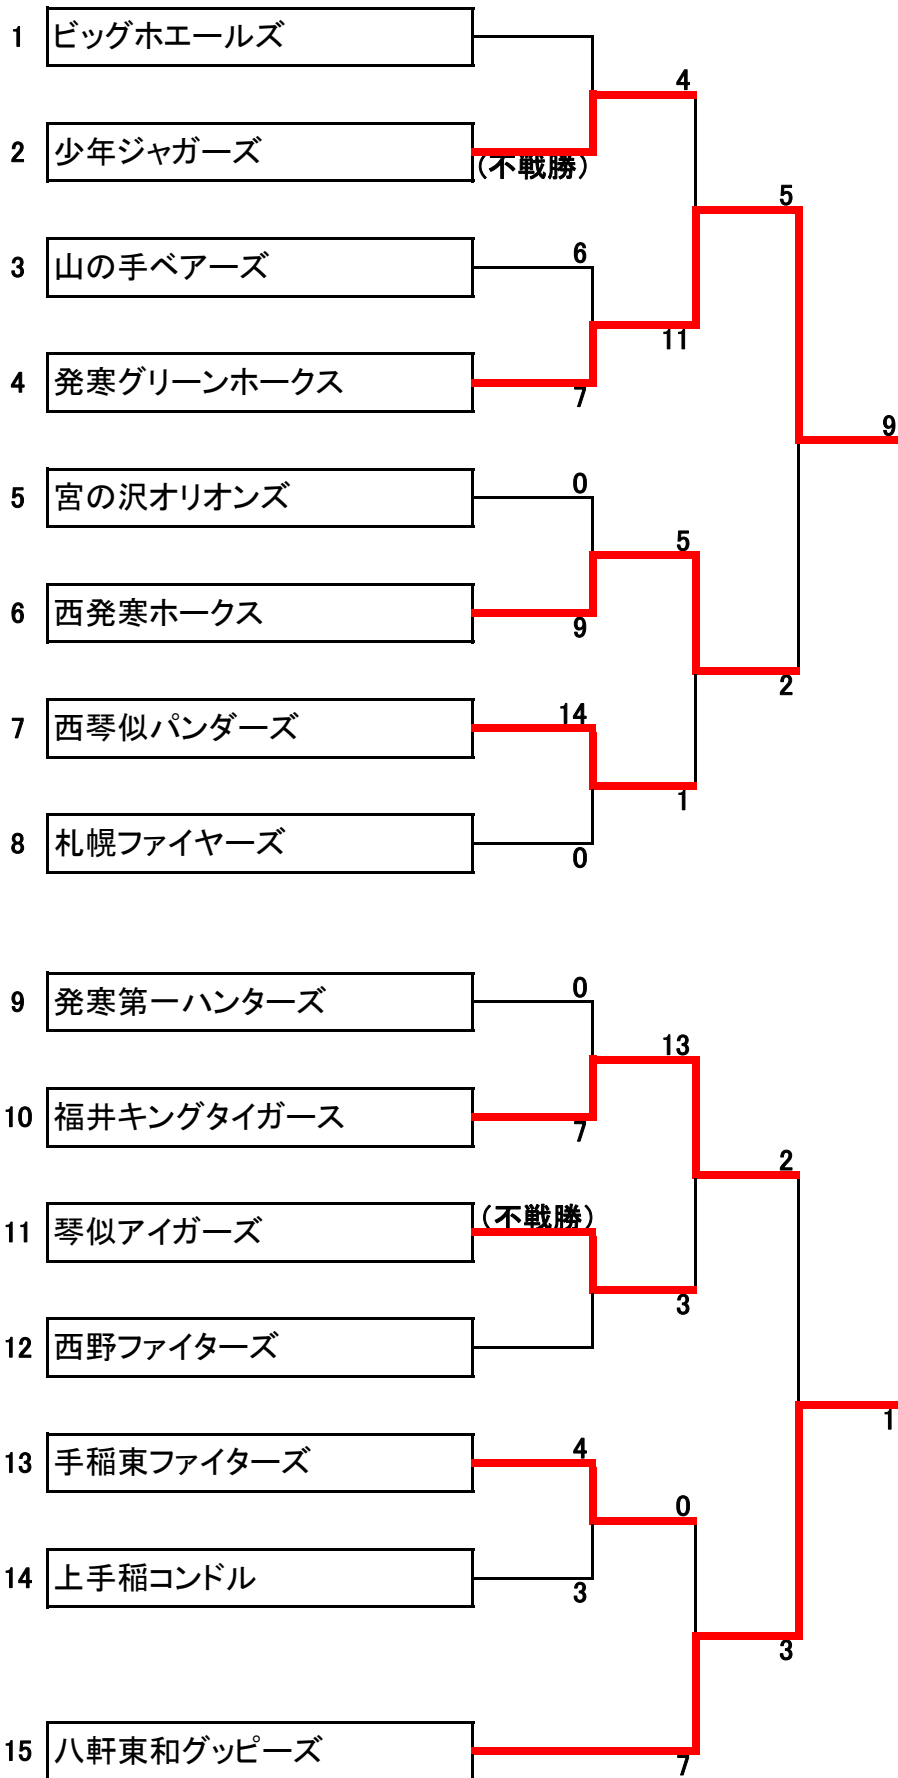 1 ビッグホエールズ
4
2 少年ジャガーズ
(不戦勝)
5
3 山の手ベアーズ
6
11
4 発寒グリーンホークス
7
9
5 宮の沢オリオンズ
0
5
6 西発寒ホークス
9
2
7 西琴似パンダーズ
14
1
8 札幌ファイヤーズ
0
9 発寒第一ハンターズ
0
13
10 福井キングタイガース
7
2
11 琴似アイガーズ
(不戦勝)
3
12 西野ファイターズ
1
13 手稲東ファイターズ
4
0
14 上手稲コンドル
3
3
15 八軒東和グッピーズ
7